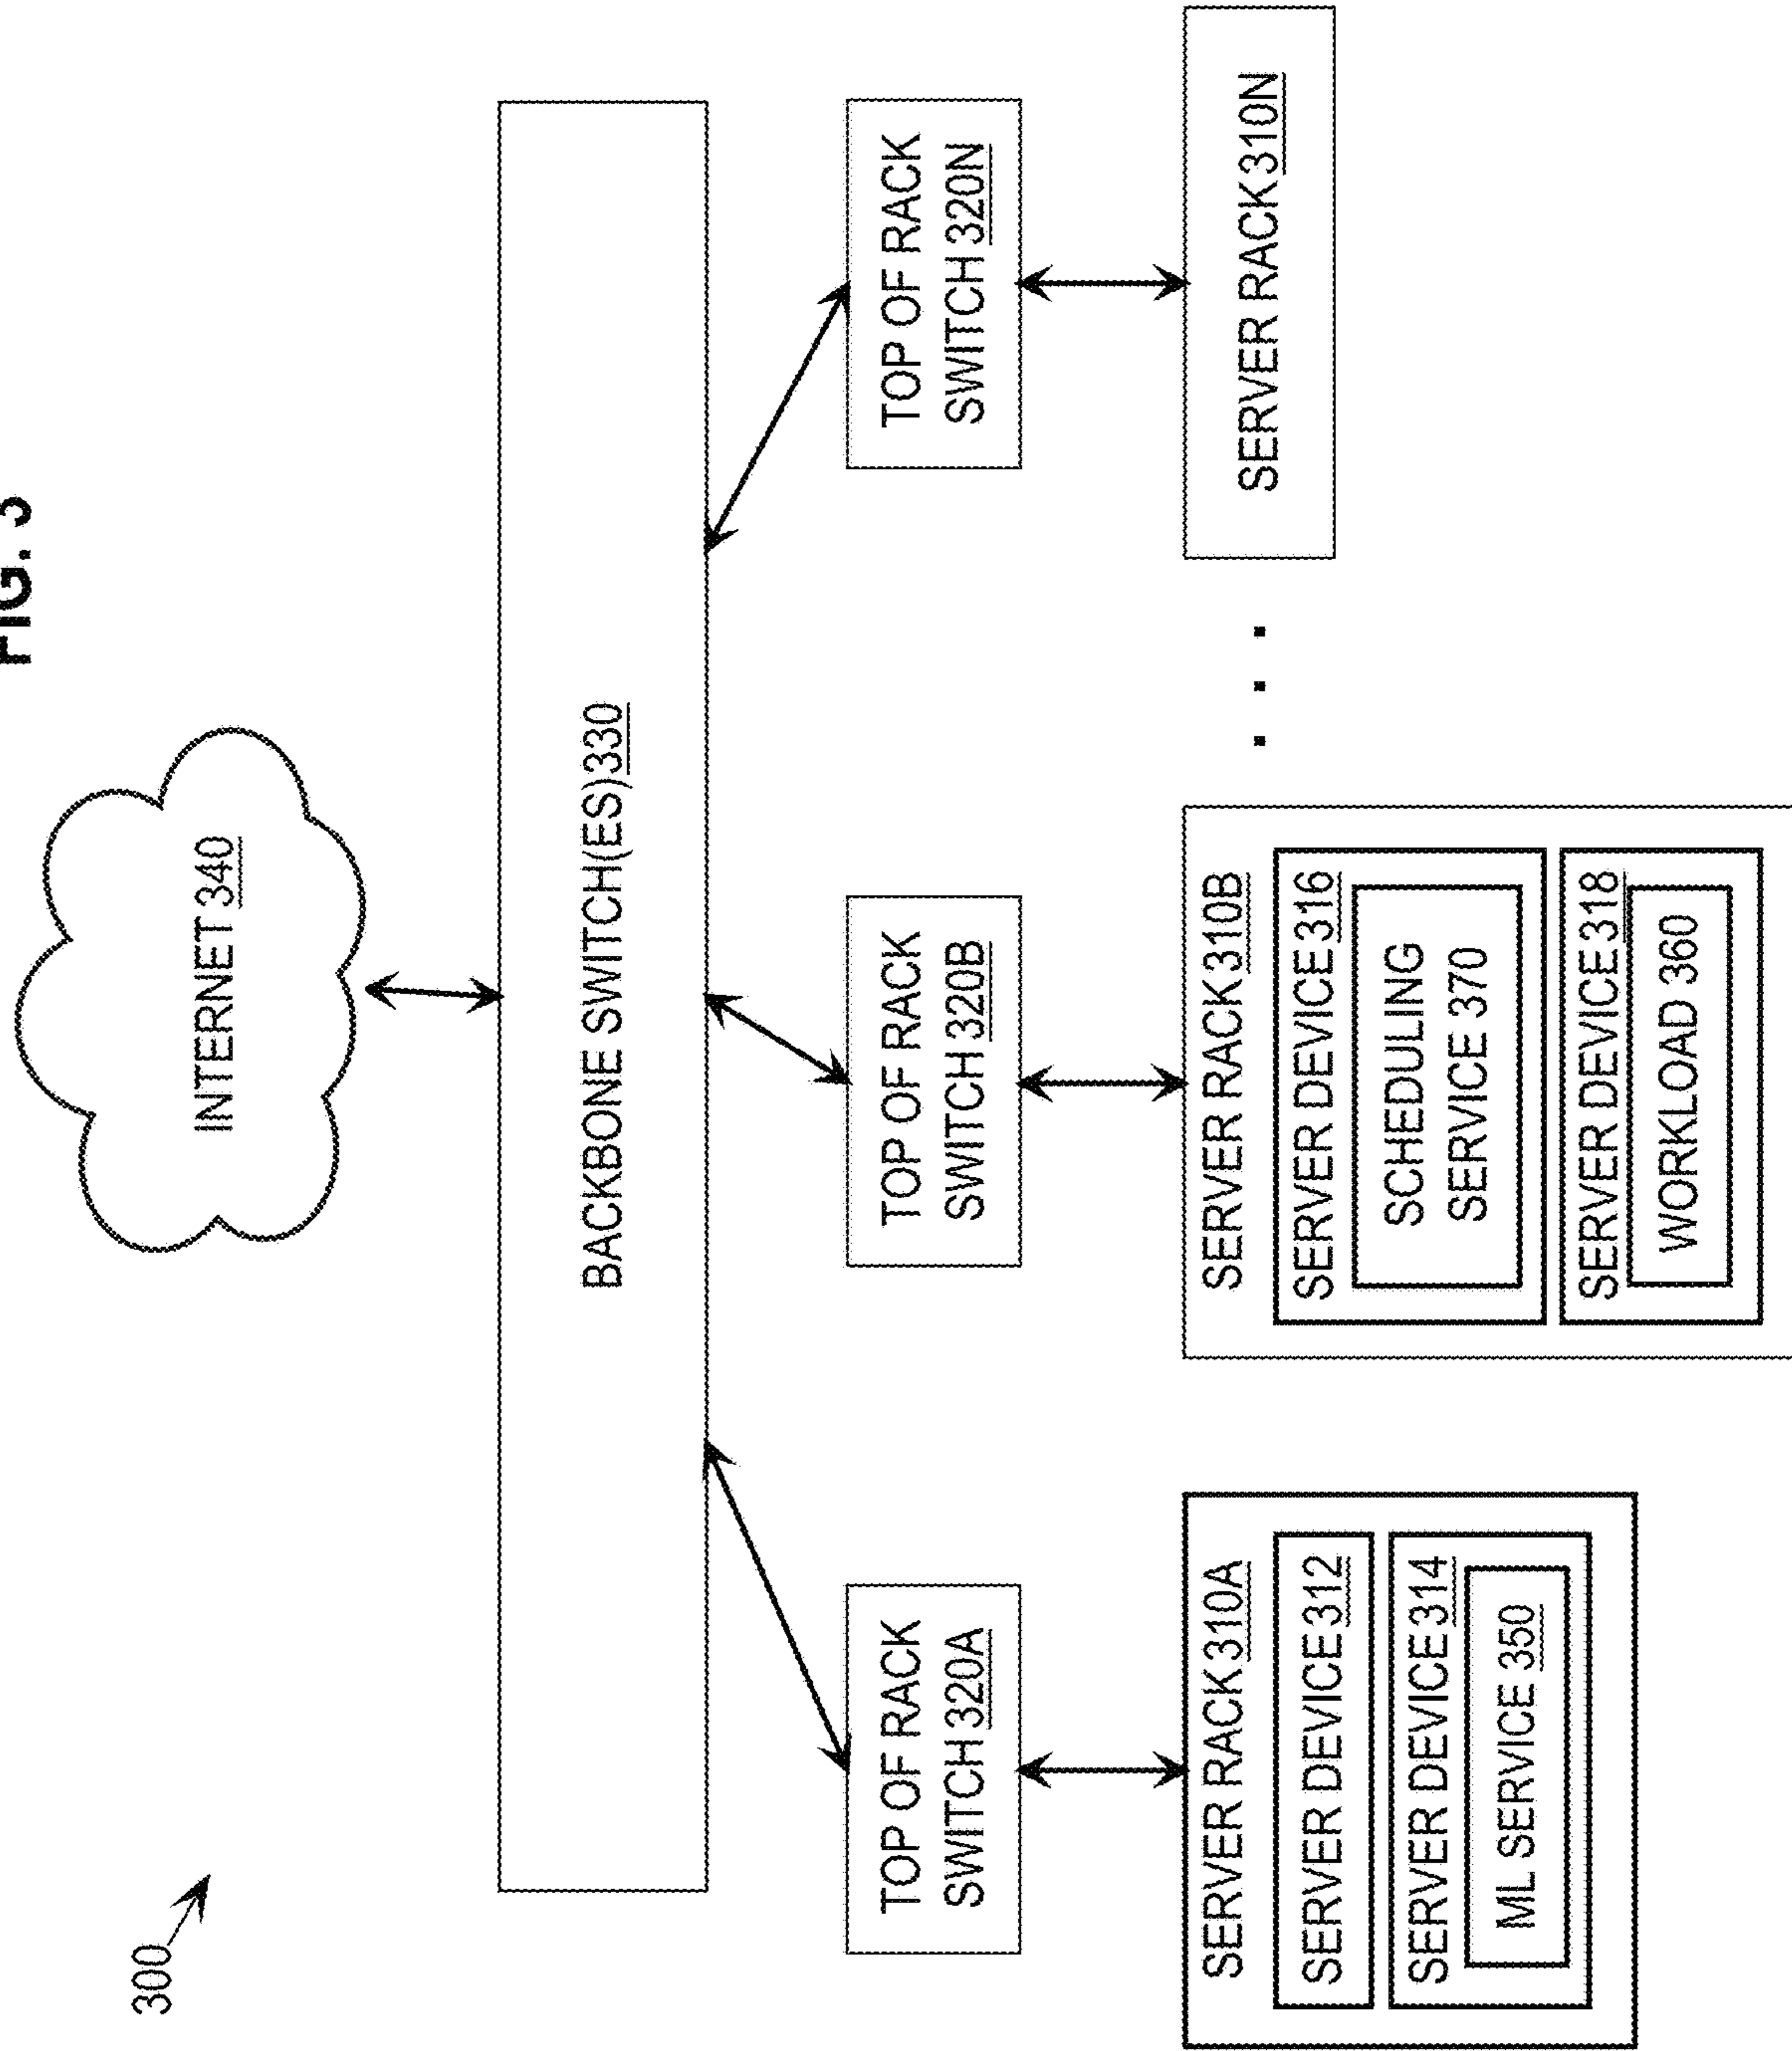 FIG. 3
300
INTERNET 340
BACKBONE SWITCH(ES) 330
TOP OF RACK
SWITCH 320A
TOP OF RACK
SWITCH 320B
TOP OF RACK
SWITCH 320N
SERVER RACK 310A
SERVER DEVICE 312
SERVER DEVICE 314
ML SERVICE 350
SERVER RACK 310B
SERVER DEVICE 316
SCHEDULING
SERVICE 370
SERVER DEVICE 318
WORKLOAD 360
. . .
SERVER RACK 310N